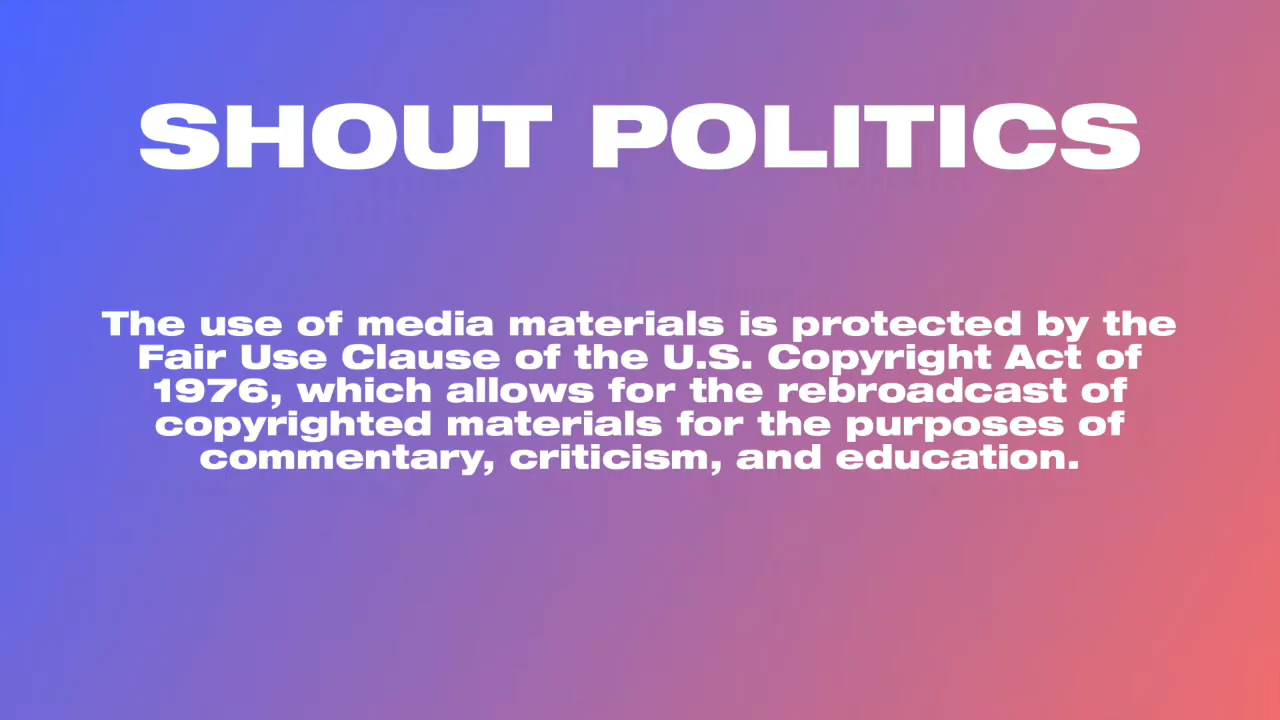 SHOUT POLITICS
The use of media materials is protected by the
Fair Use Clause of the U.S. Copyright Act of
1976, which allows for the rebroadcast of
copyrighted materials for the purposes of
commentary, criticism, and education.